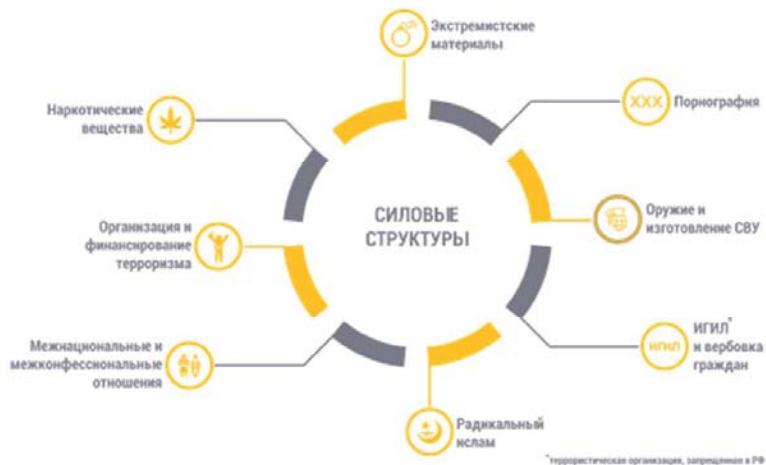 Экстремистские
материалы
XXX
Порнография
Оружие и
изготовление СВУ
ИГИЛ
ИГИЛ*
и вербовка
граждан
Радикальный
ислам
Межнациональные и
межконфессиональные
отношения
Организация и
финансирование
терроризма
Наркотические
вещества
СИЛОВЫЕ
СТРУКТУРЫ
*террористическая организация, запрещенная в РФ